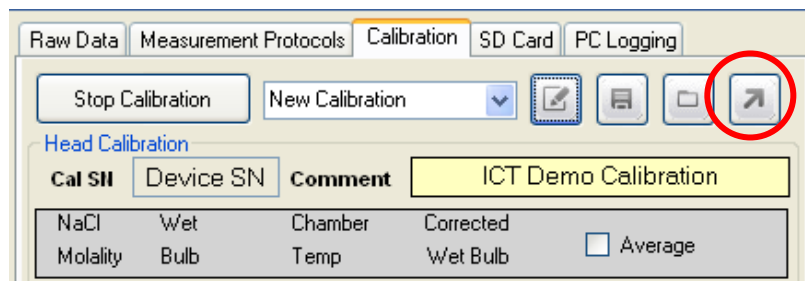 Raw Data Measurement Protocols Calibration SD Card PC Logging
Stop Calibration New Calibration
Head Calibration
Cal SN Device SN Comment ICT Demo Calibration
NaCl Wet Chamber Corrected
Molality Bulb Temp Wet Bulb Average